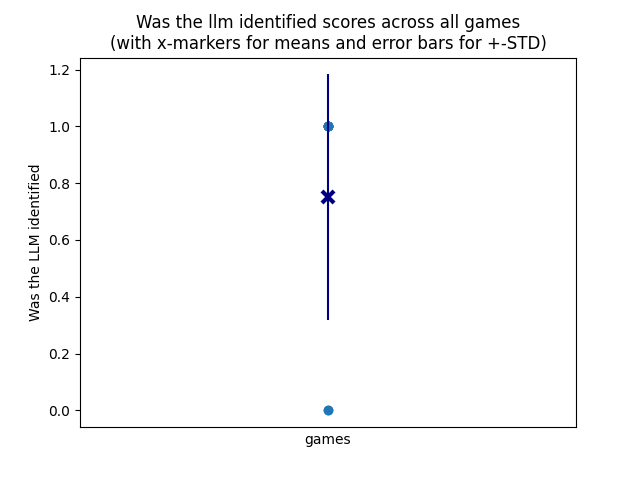 Was the llm identified scores across all games
(with x-markers for means and error bars for +-STD)
1.2
1.0
0.8
0.6
0.4
0.2
0.0
Was the LLM identified
games